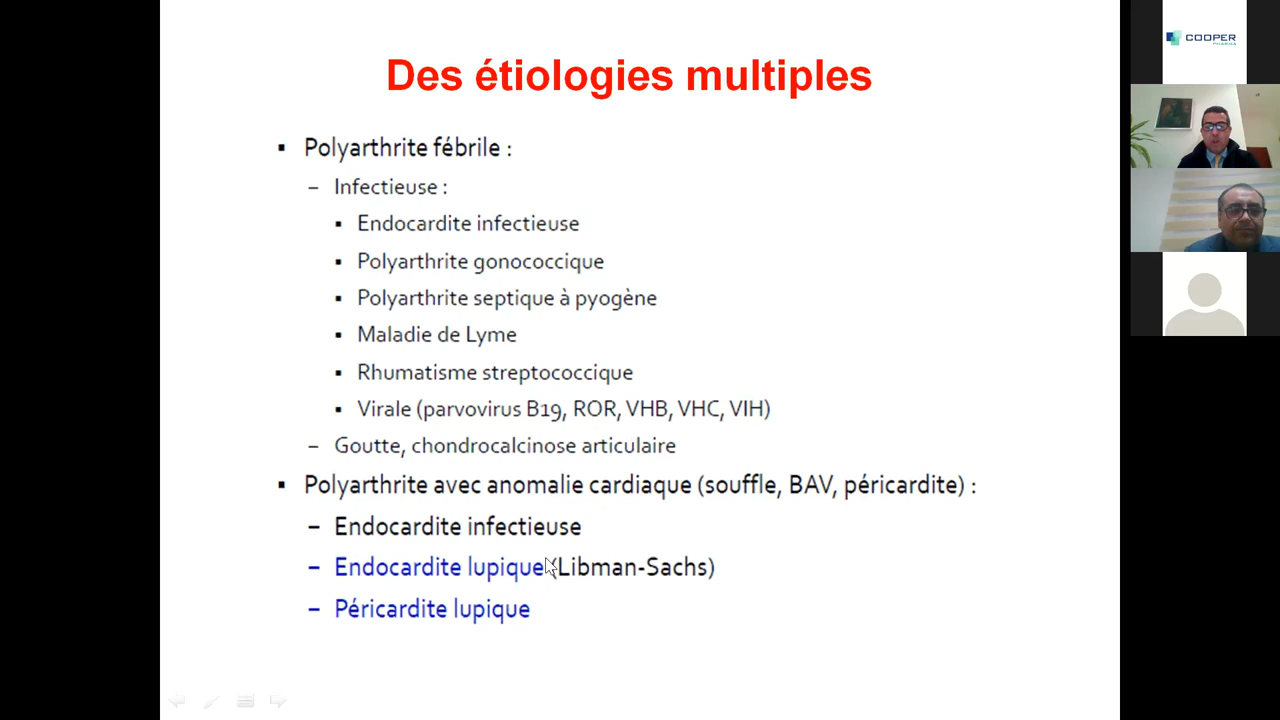 Des étiologies multiples
▪ Polyarthrite fébrile :
– Infectieuse :
▪ Endocardite infectieuse
▪ Polyarthrite gonococcique
▪ Polyarthrite septique à pyogène
▪ Maladie de Lyme
▪ Rhumatisme streptococcique
▪ Virale (parvovirus B19, ROR, VHB, VHC, VIH)
– Goutte, chondrocalcinose articulaire
▪ Polyarthrite avec anomalie cardiaque (souffle, BAV, péricardite) :
– Endocardite infectieuse
– Endocardite lupique (Libman-Sachs)
– Péricardite lupique
COOPER
PHARMA